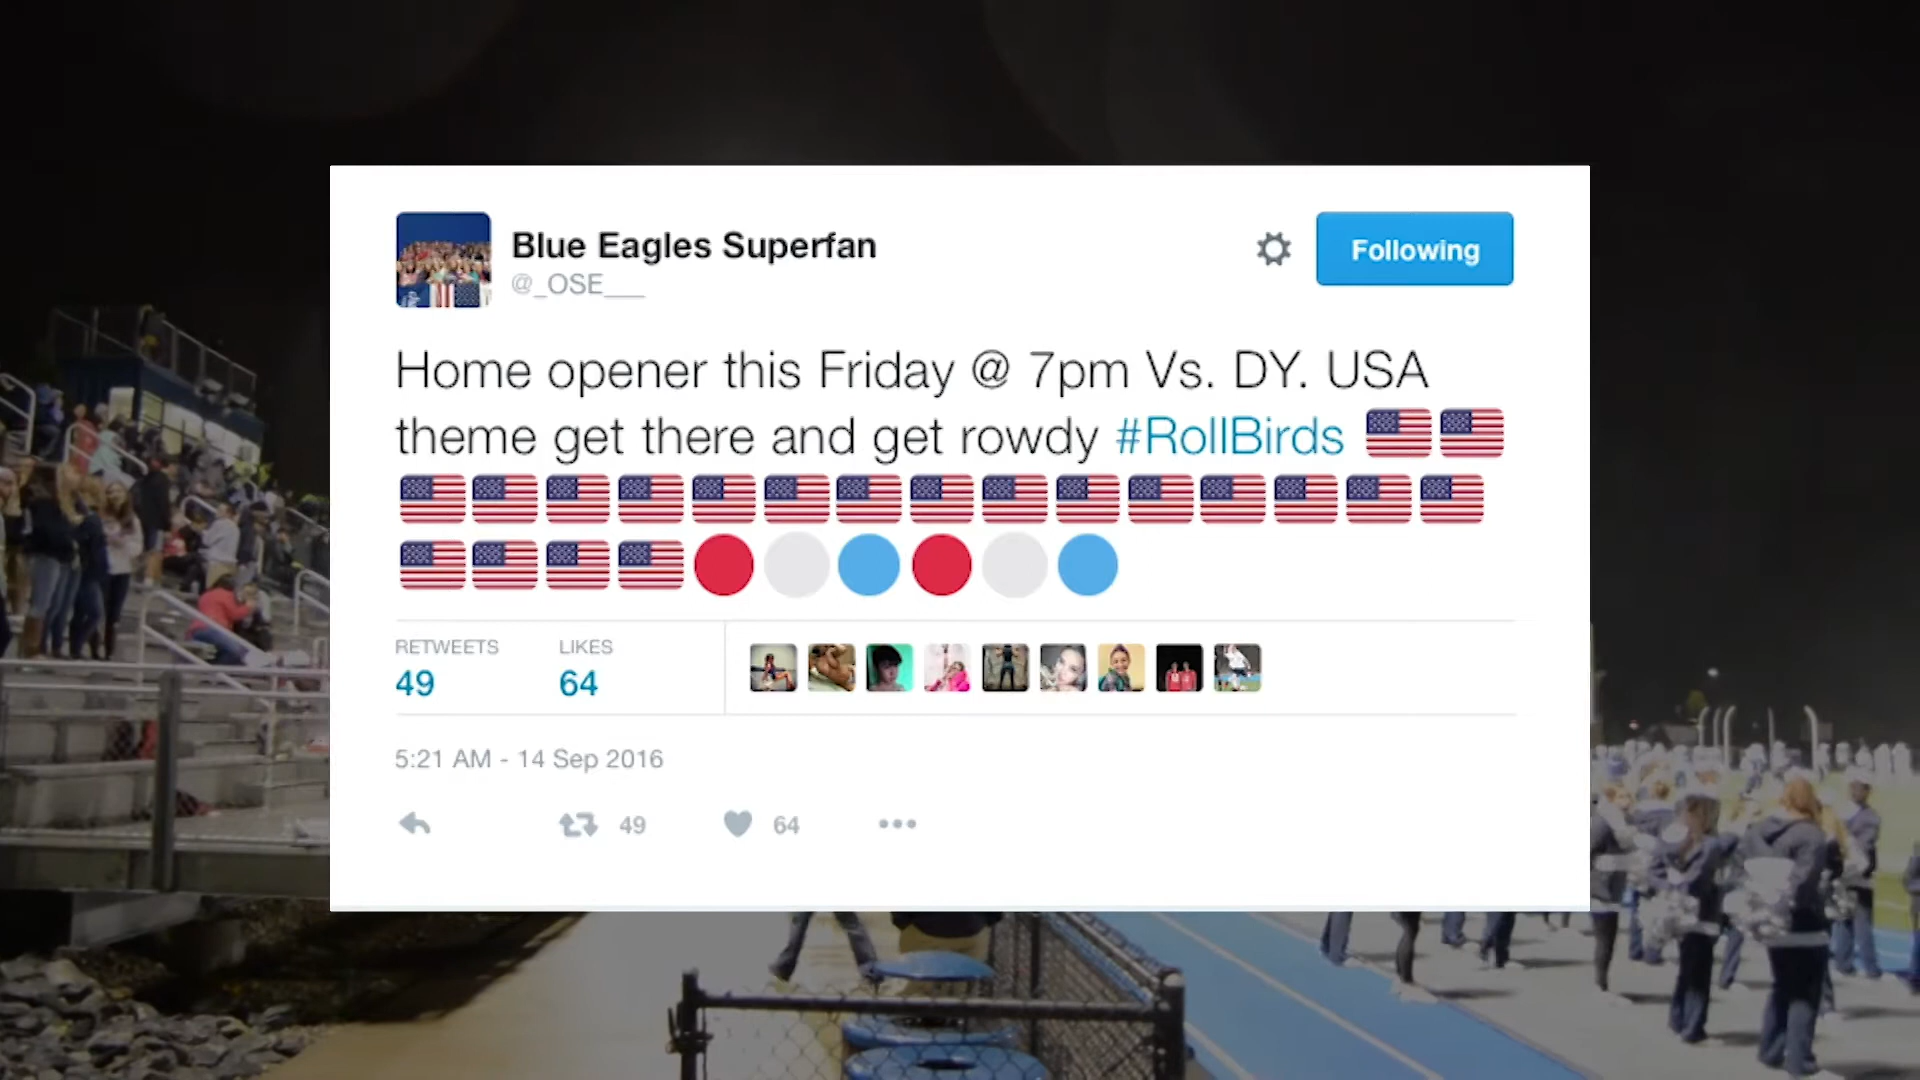 Blue Eagles Superfan
@_OSE___
Following
Home opener this Friday @ 7pm Vs. DY. USA
theme get there and get rowdy #RollBirds 🇺🇸🇺🇸
🇺🇸🇺🇸🇺🇸🇺🇸🇺🇸🇺🇸🇺🇸🇺🇸🇺🇸🇺🇸🇺🇸🇺🇸🇺🇸🇺🇸🇺🇸
🇺🇸🇺🇸🇺🇸🇺🇸🔴⚪🔵🔴⚪🔵
RETWEETS LIKES
49 64
5:21 AM - 14 Sep 2016
49 64